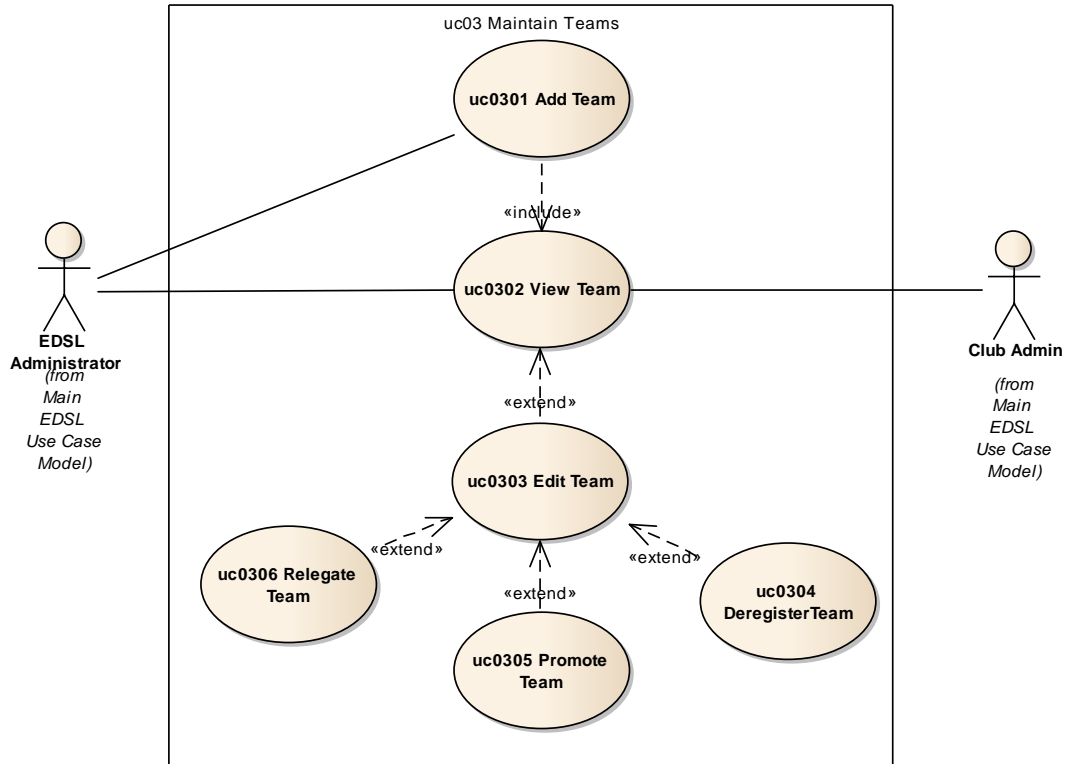 uc03 Maintain Teams
uc0301 Add Team
«include»
uc0302 View Team
EDSL
Administrator
(from
Main
EDSL
Use Case
Model)
Club Admin
(from
Main
EDSL
Use Case
Model)
«extend»
uc0303 Edit Team
«extend»
«extend»
«extend»
uc0306 Relegate
Team
uc0304
DeregisterTeam
uc0305 Promote
Team